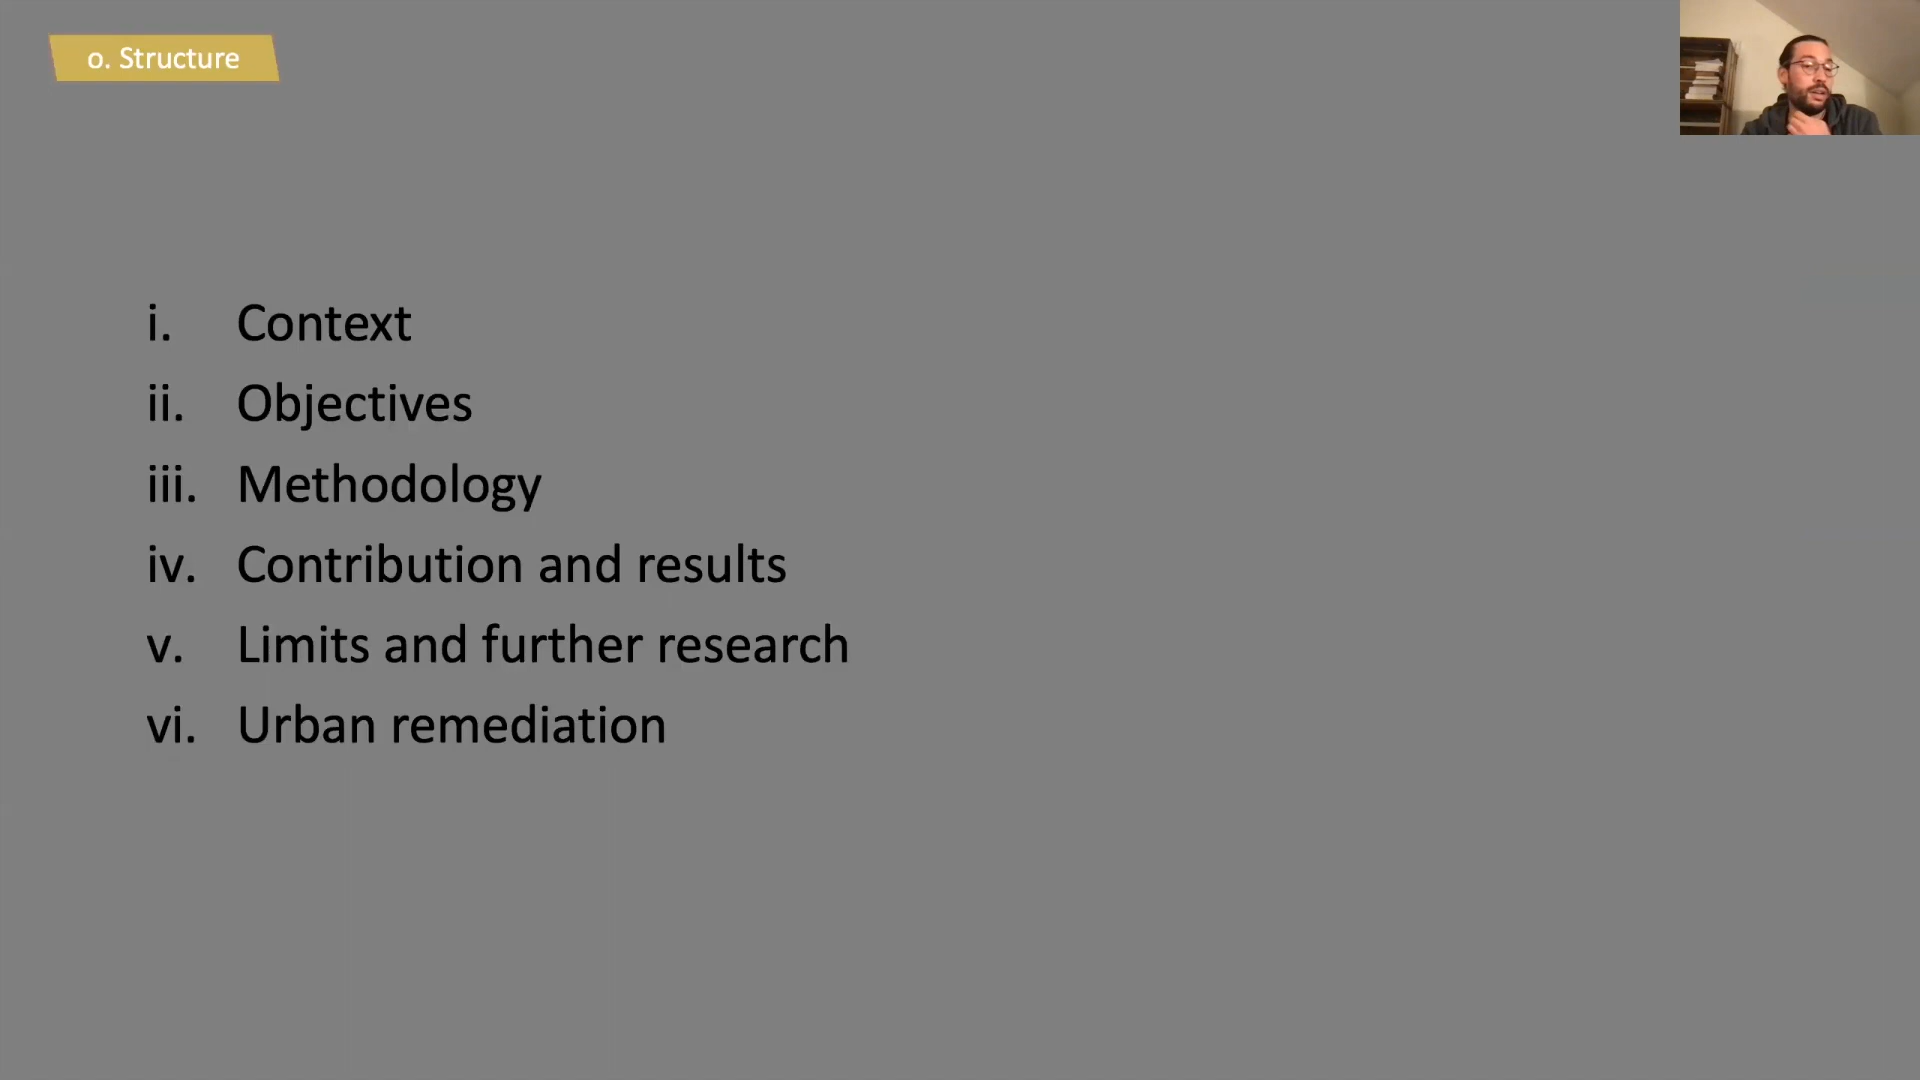 o. Structure
i. Context
ii. Objectives
iii. Methodology
iv. Contribution and results
v. Limits and further research
vi. Urban remediation